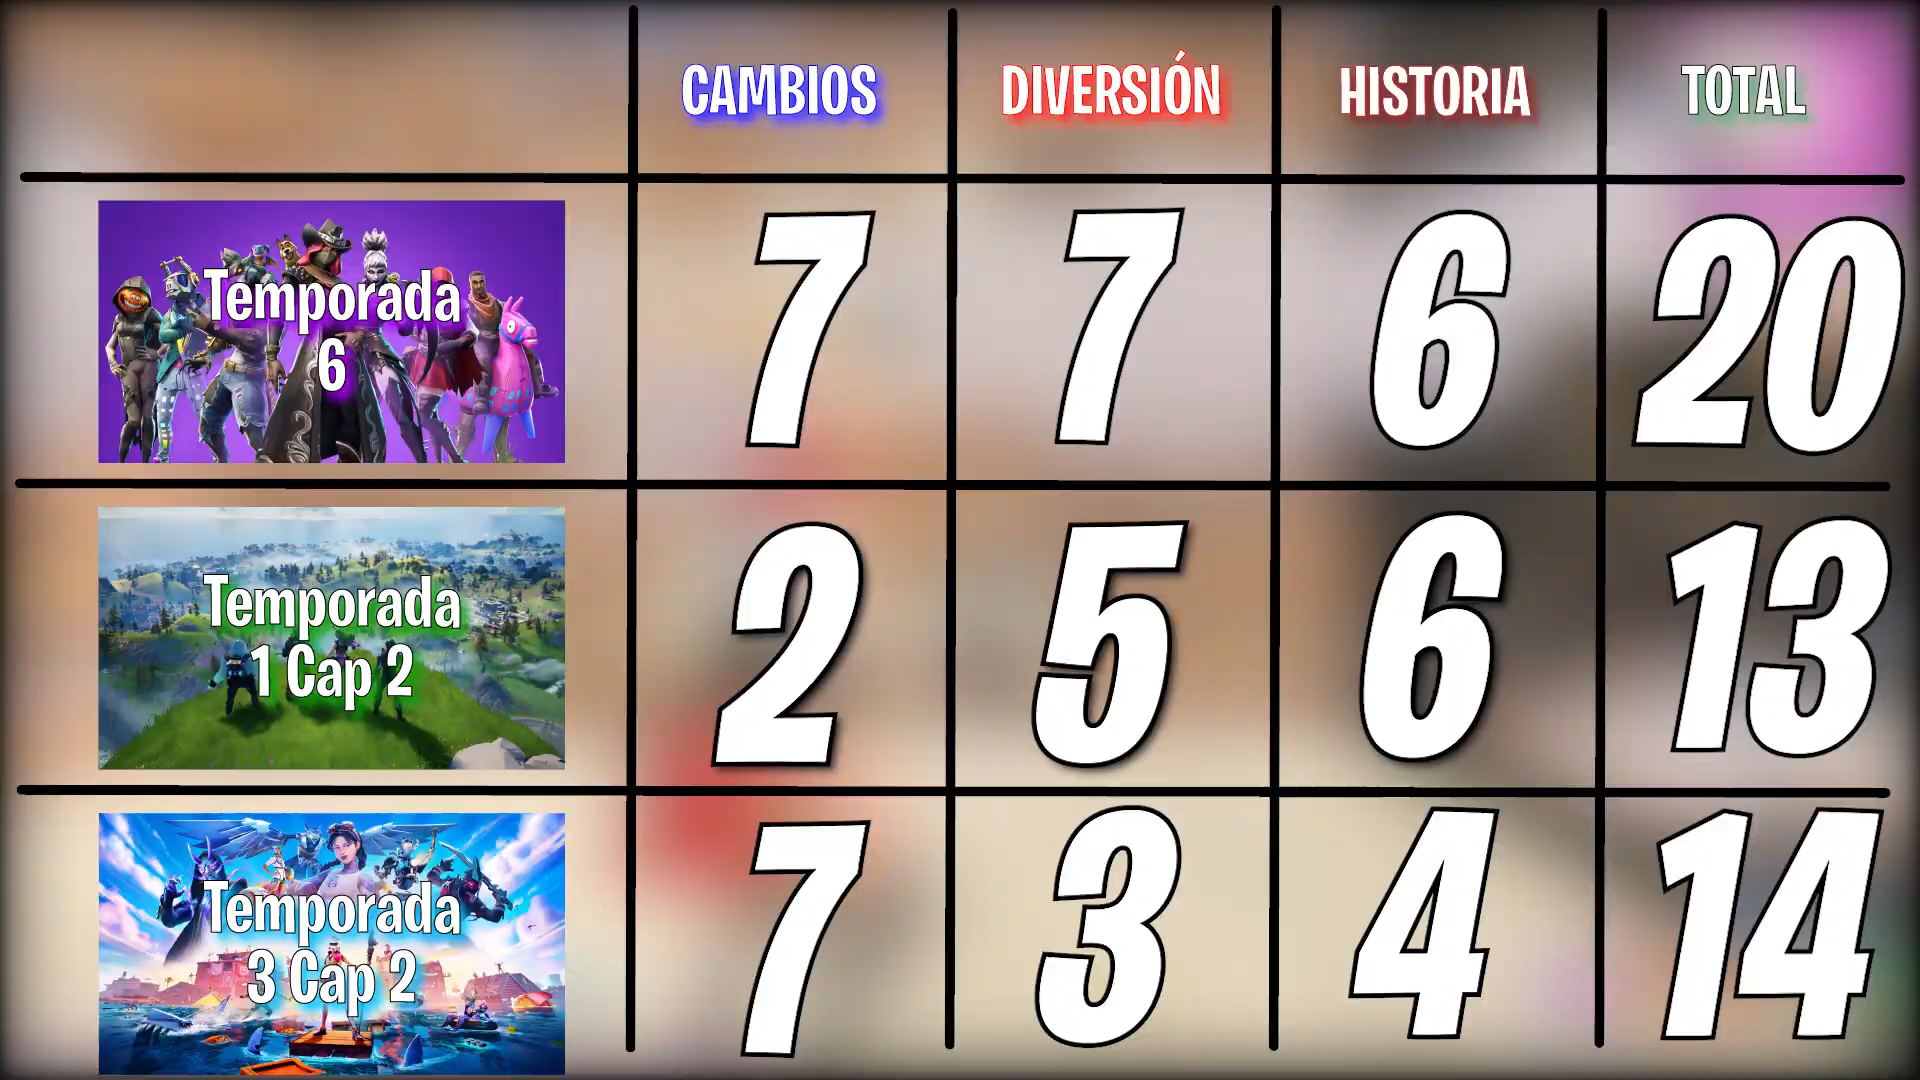 CAMBIOS DIVERSIÓN HISTORIA TOTAL
Temporada
6
7 7 6 20
Temporada
1 Cap 2
2 5 6 13
Temporada
3 Cap 2
7 3 4 14